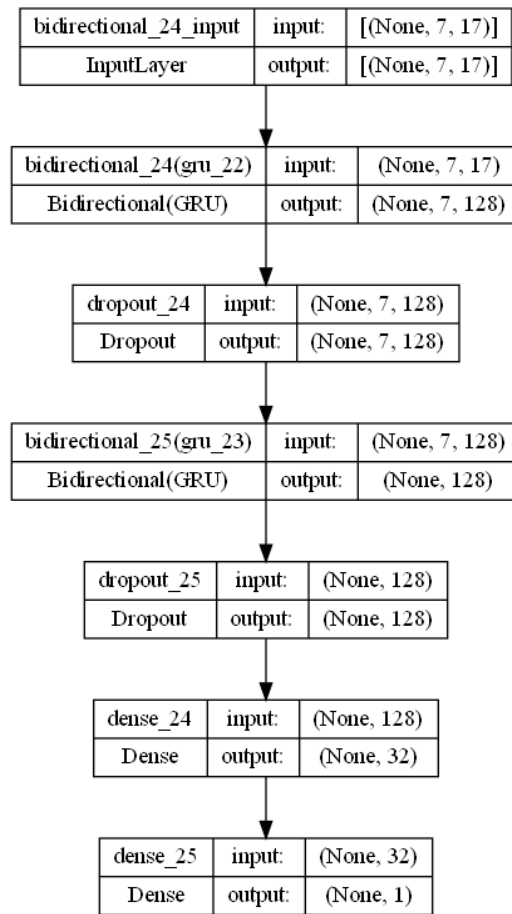 bidirectional_24_input input: [(None, 7, 17)]
InputLayer output: [(None, 7, 17)]
bidirectional_24(gru_22) input: (None, 7, 17)
Bidirectional(GRU) output: (None, 7, 128)
dropout_24 input: (None, 7, 128)
Dropout output: (None, 7, 128)
bidirectional_25(gru_23) input: (None, 7, 128)
Bidirectional(GRU) output: (None, 128)
dropout_25 input: (None, 128)
Dropout output: (None, 128)
dense_24 input: (None, 128)
Dense output: (None, 32)
dense_25 input: (None, 32)
Dense output: (None, 1)